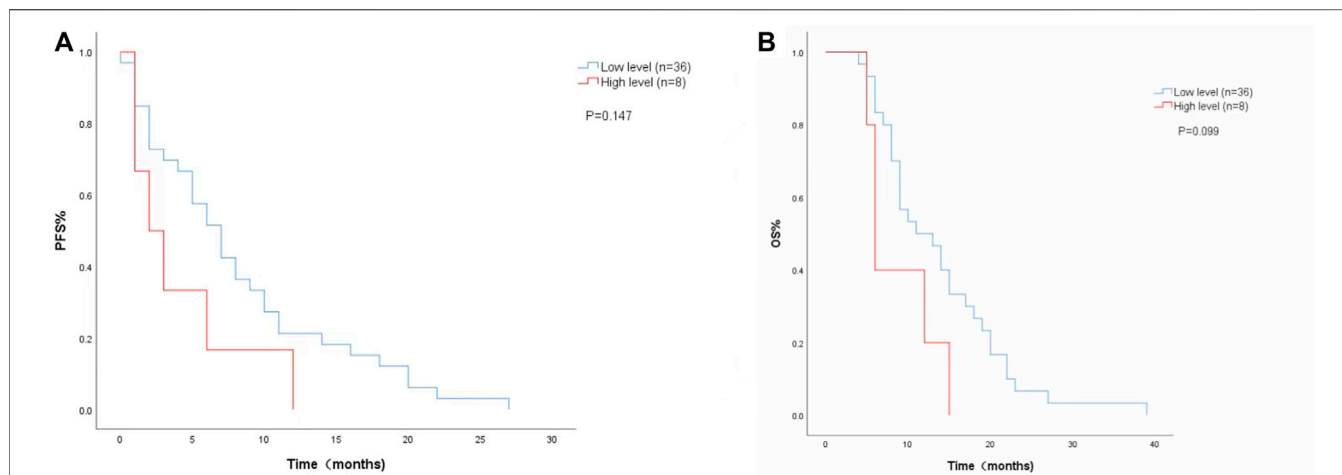 A
Low level (n=36)
High level (n=8)
P=0.147
1.0
0.8
0.6
0.4
0.2
0.0
PFS%
0 5 10 15 20 25 30
Time（months)
B
Low level (n=36)
High level (n=8)
P=0.099
1.0
0.8
0.6
0.4
0.2
0.0
OS%
0 10 20 30 40
Time（months)